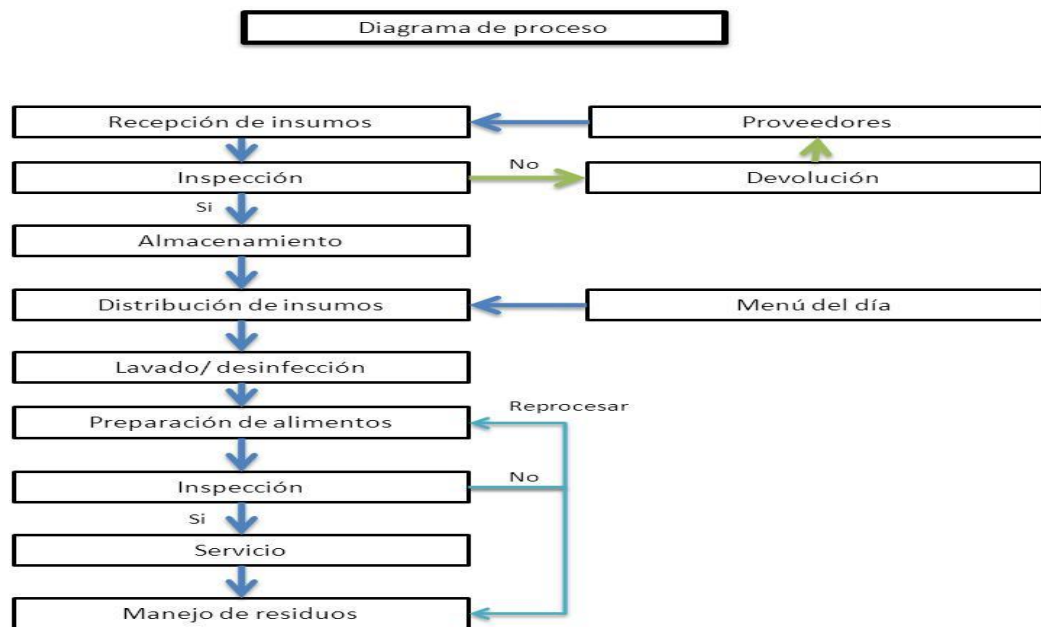 Diagrama de proceso
Recepción de insumos
Proveedores
Inspección
No
Devolución
Si
Almacenamiento
Distribución de insumos
Menú del día
Lavado/ desinfección
Reprocesar
Preparación de alimentos
Inspección
No
Si
Servicio
Manejo de residuos